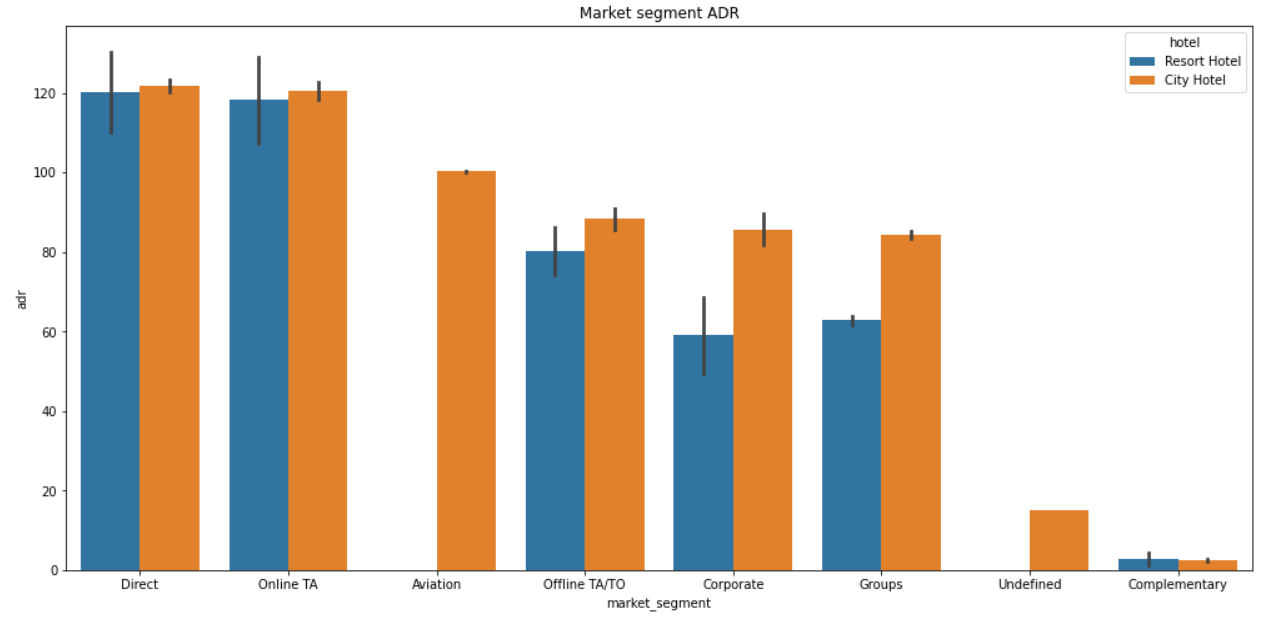 Market segment ADR
hotel
Resort Hotel
City Hotel
adr
120
100
80
60
40
20
0
Direct
Online TA
Aviation
Offline TA/TO
Corporate
Groups
Undefined
Complementary
market_segment